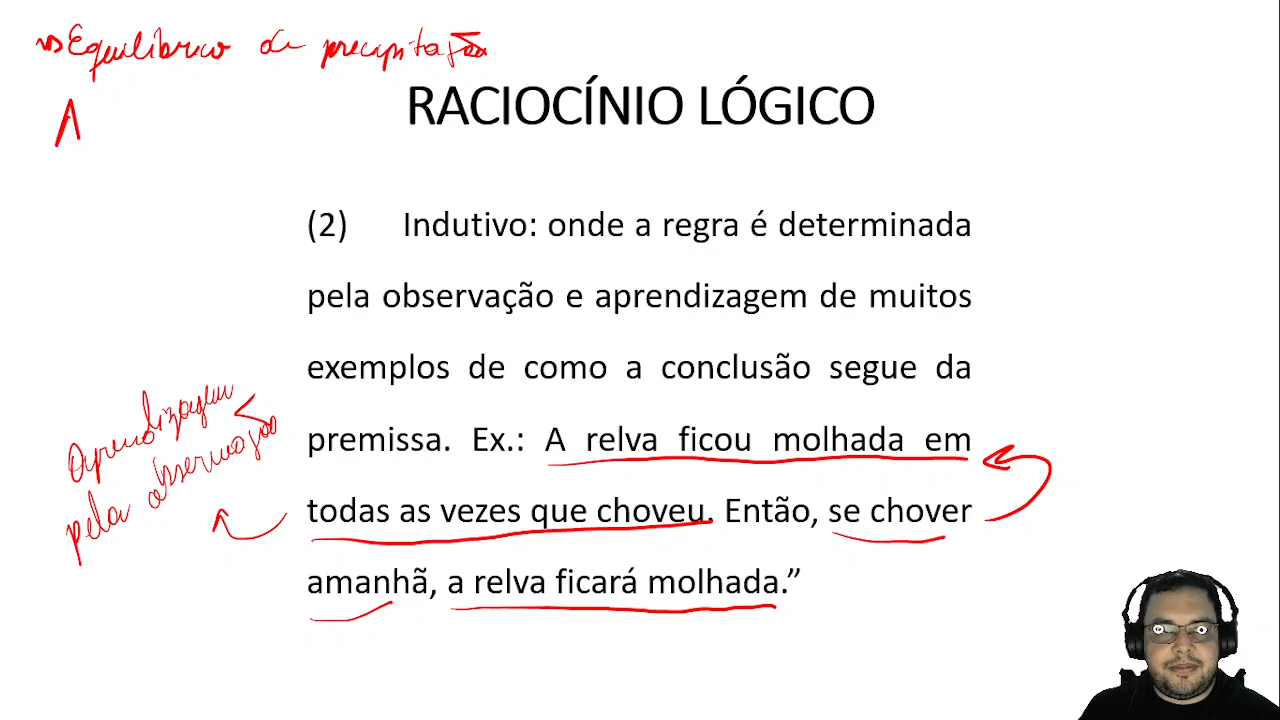 Equilíbrio de precipitação
A
RACIOCÍNIO LÓGICO
(2) Indutivo: onde a regra é determinada
pela observação e aprendizagem de muitos
exemplos de como a conclusão segue da
premissa. Ex.: A relva ficou molhada em
todas as vezes que choveu. Então, se chover
amanhã, a relva ficará molhada.”
Aprendizagem
pela observação